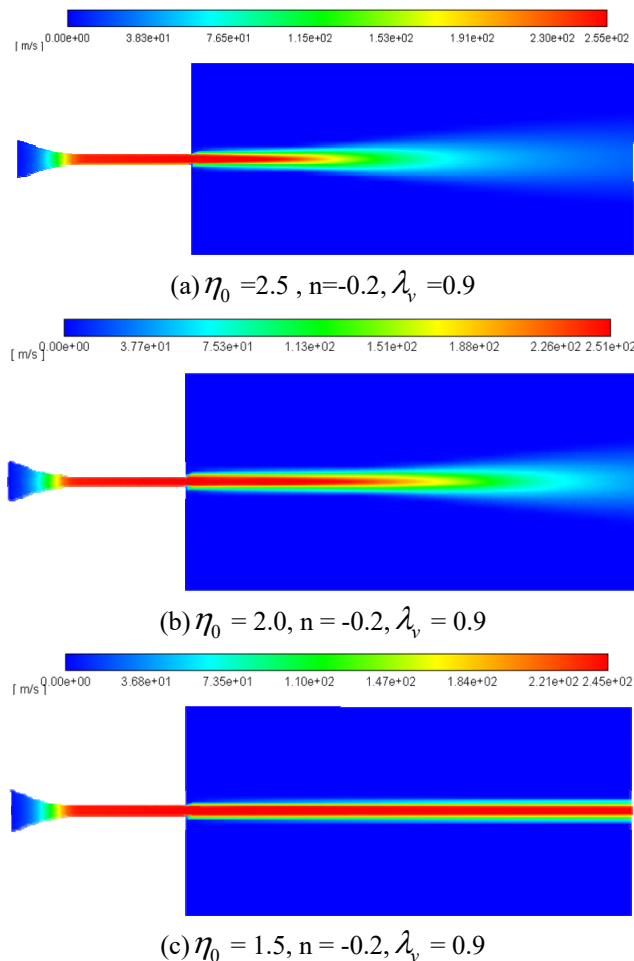 0.00e+00 3.83e+01 7.65e+01 1.15e+02 1.53e+02 1.91e+02 2.30e+02 2.55e+02
[ m/s ]
(a) η₀ =2.5 , n=-0.2, λᵥ =0.9
0.00e+00 3.77e+01 7.53e+01 1.13e+02 1.51e+02 1.88e+02 2.26e+02 2.51e+02
[ m/s ]
(b) η₀ = 2.0, n = -0.2, λᵥ = 0.9
0.00e+00 3.68e+01 7.35e+01 1.10e+02 1.47e+02 1.84e+02 2.21e+02 2.45e+02
[ m/s ]
(c) η₀ = 1.5, n = -0.2, λᵥ = 0.9